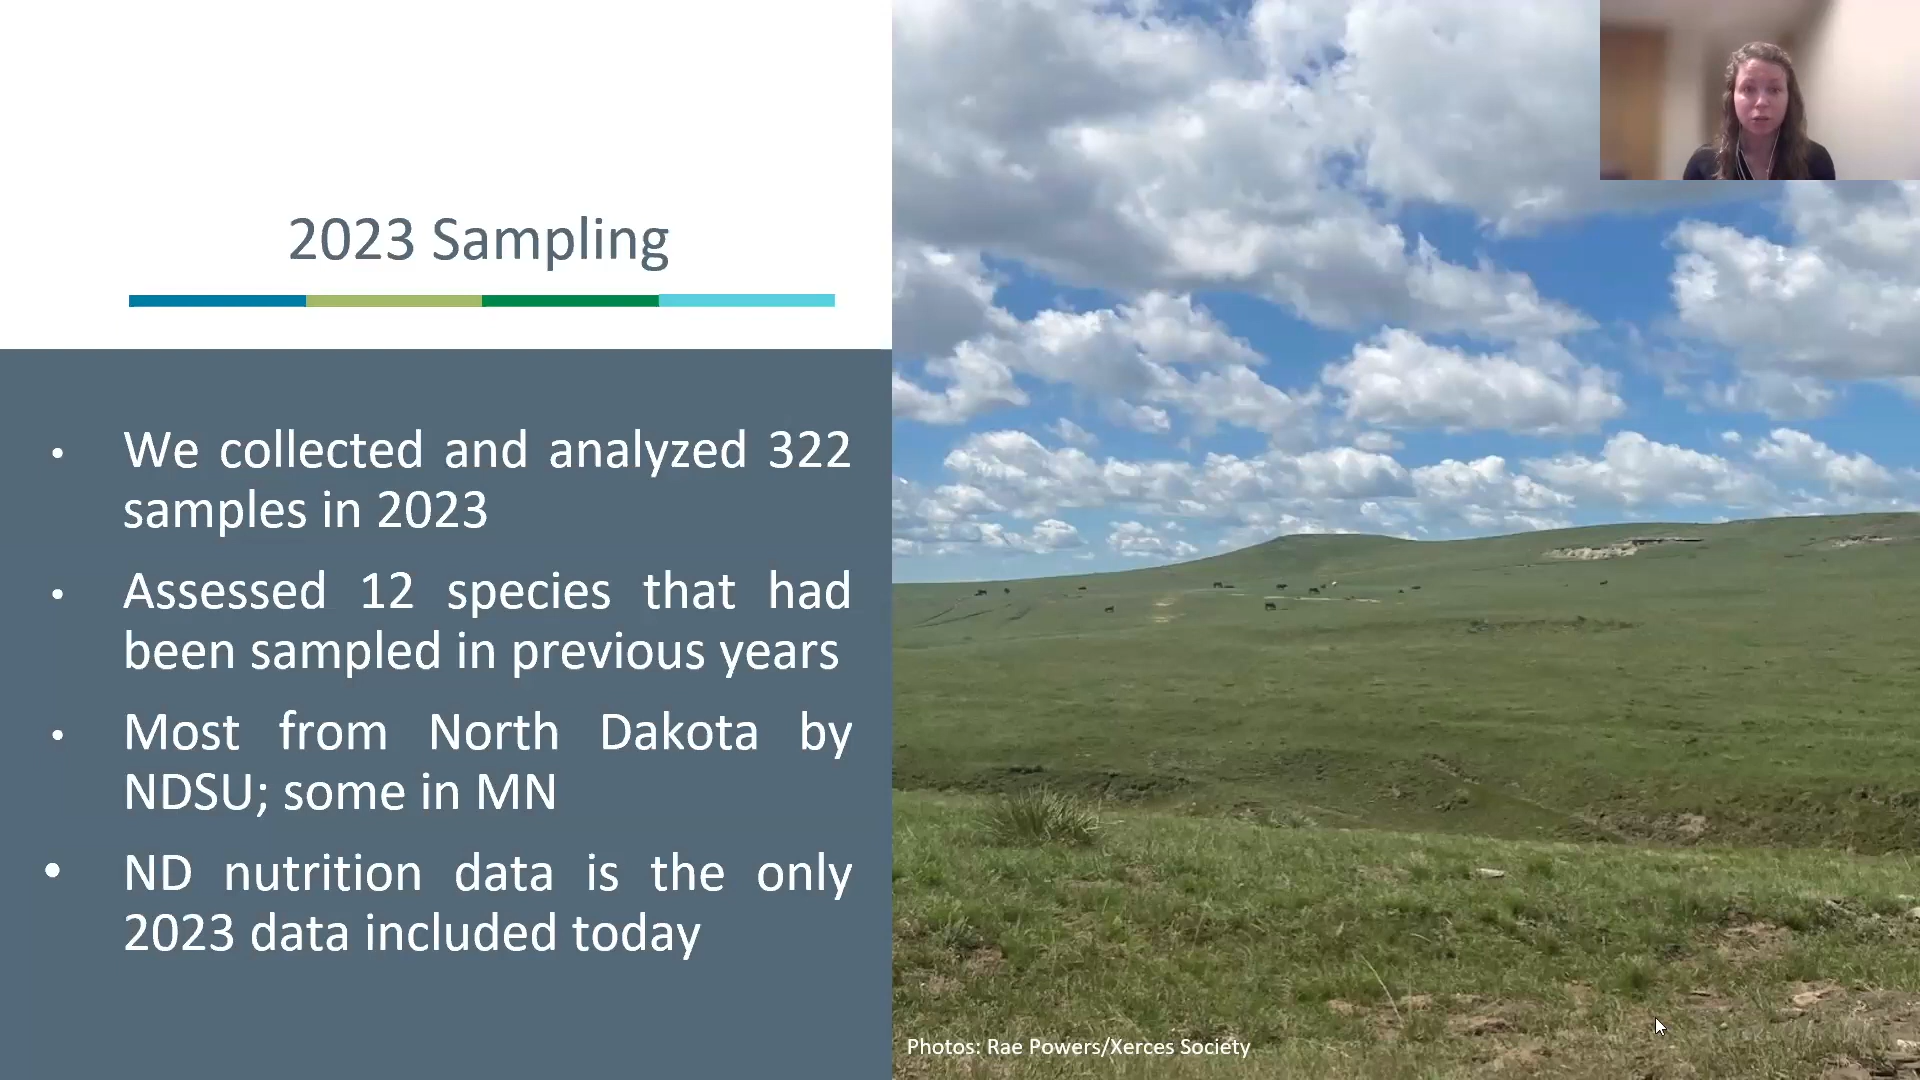 2023 Sampling
• We collected and analyzed 322
samples in 2023
• Assessed 12 species that had
been sampled in previous years
• Most from North Dakota by
NDSU; some in MN
• ND nutrition data is the only
2023 data included today
Photos: Rae Powers/Xerces Society